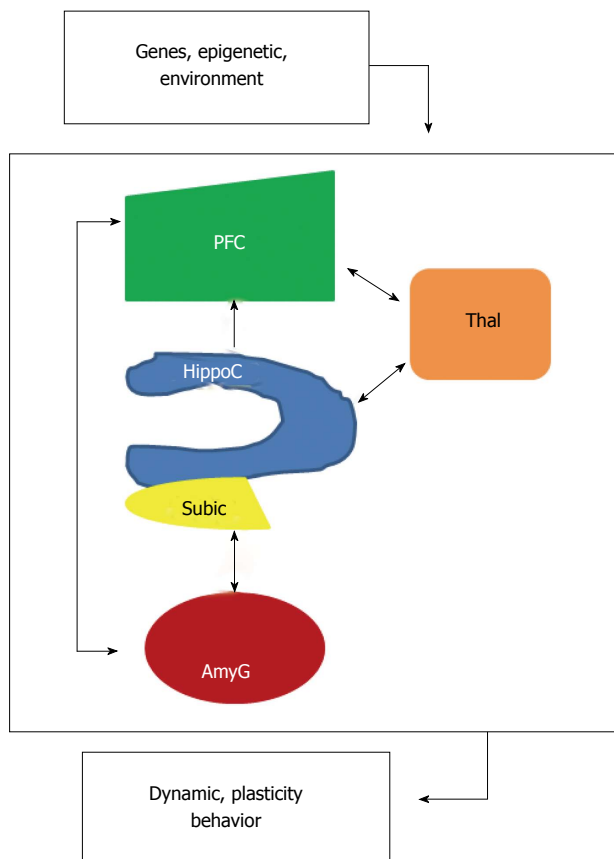 Genes, epigenetic,
environment
PFC
Thal
HippoC
Subic
AmyG
Dynamic, plasticity
behavior